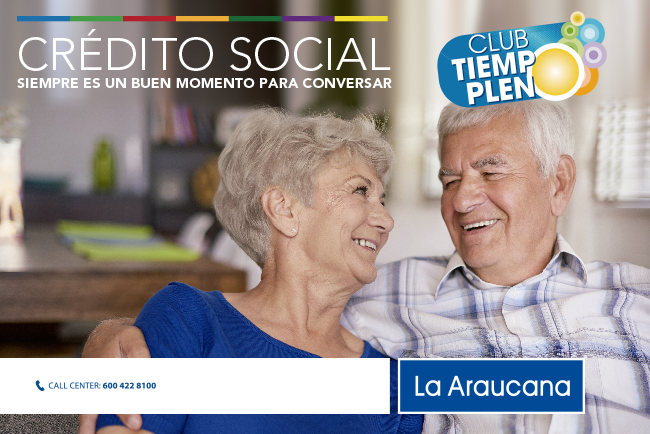 CRÉDITO SOCIAL
SIEMPRE ES UN BUEN MOMENTO PARA CONVERSAR
CLUB
TIEMPO
PLENO
CALL CENTER: 600 422 8100
La Araucana